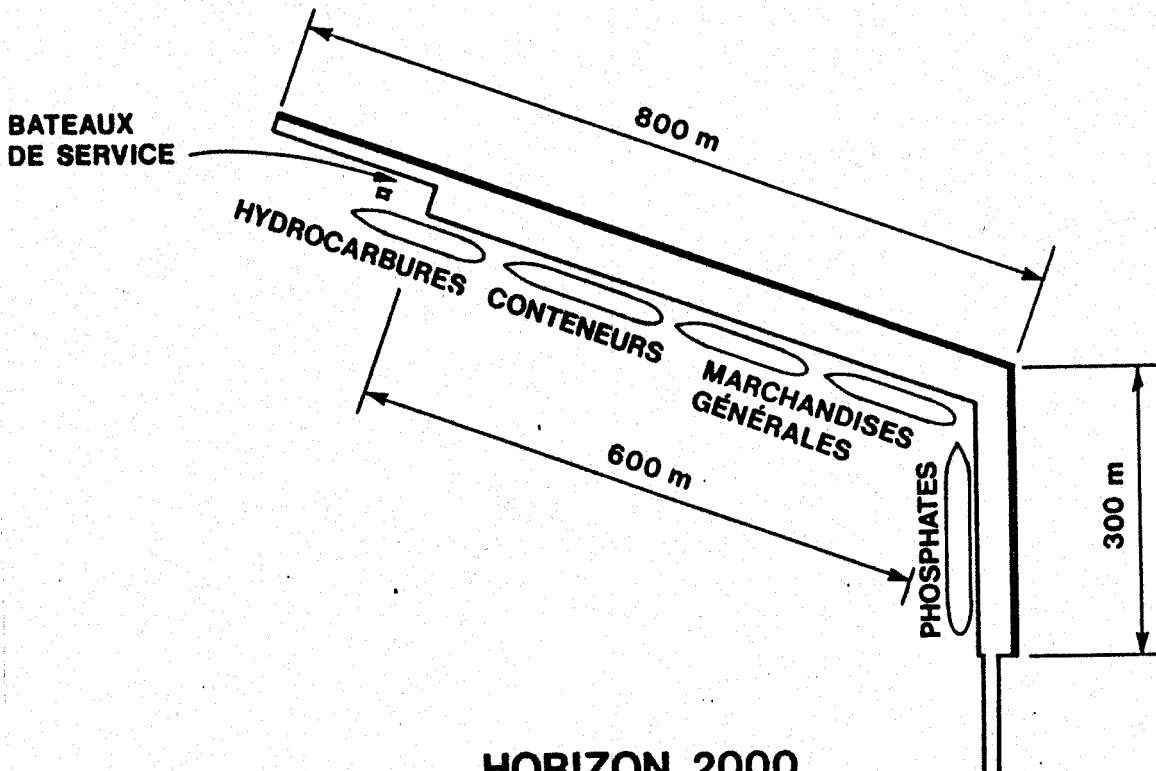 800 m
BATEAUX
DE SERVICE
HYDROCARBURES
CONTENEURS
MARCHANDISES
GÉNÉRALES
600 m
PHOSPHATES
300 m
HORIZON 2000